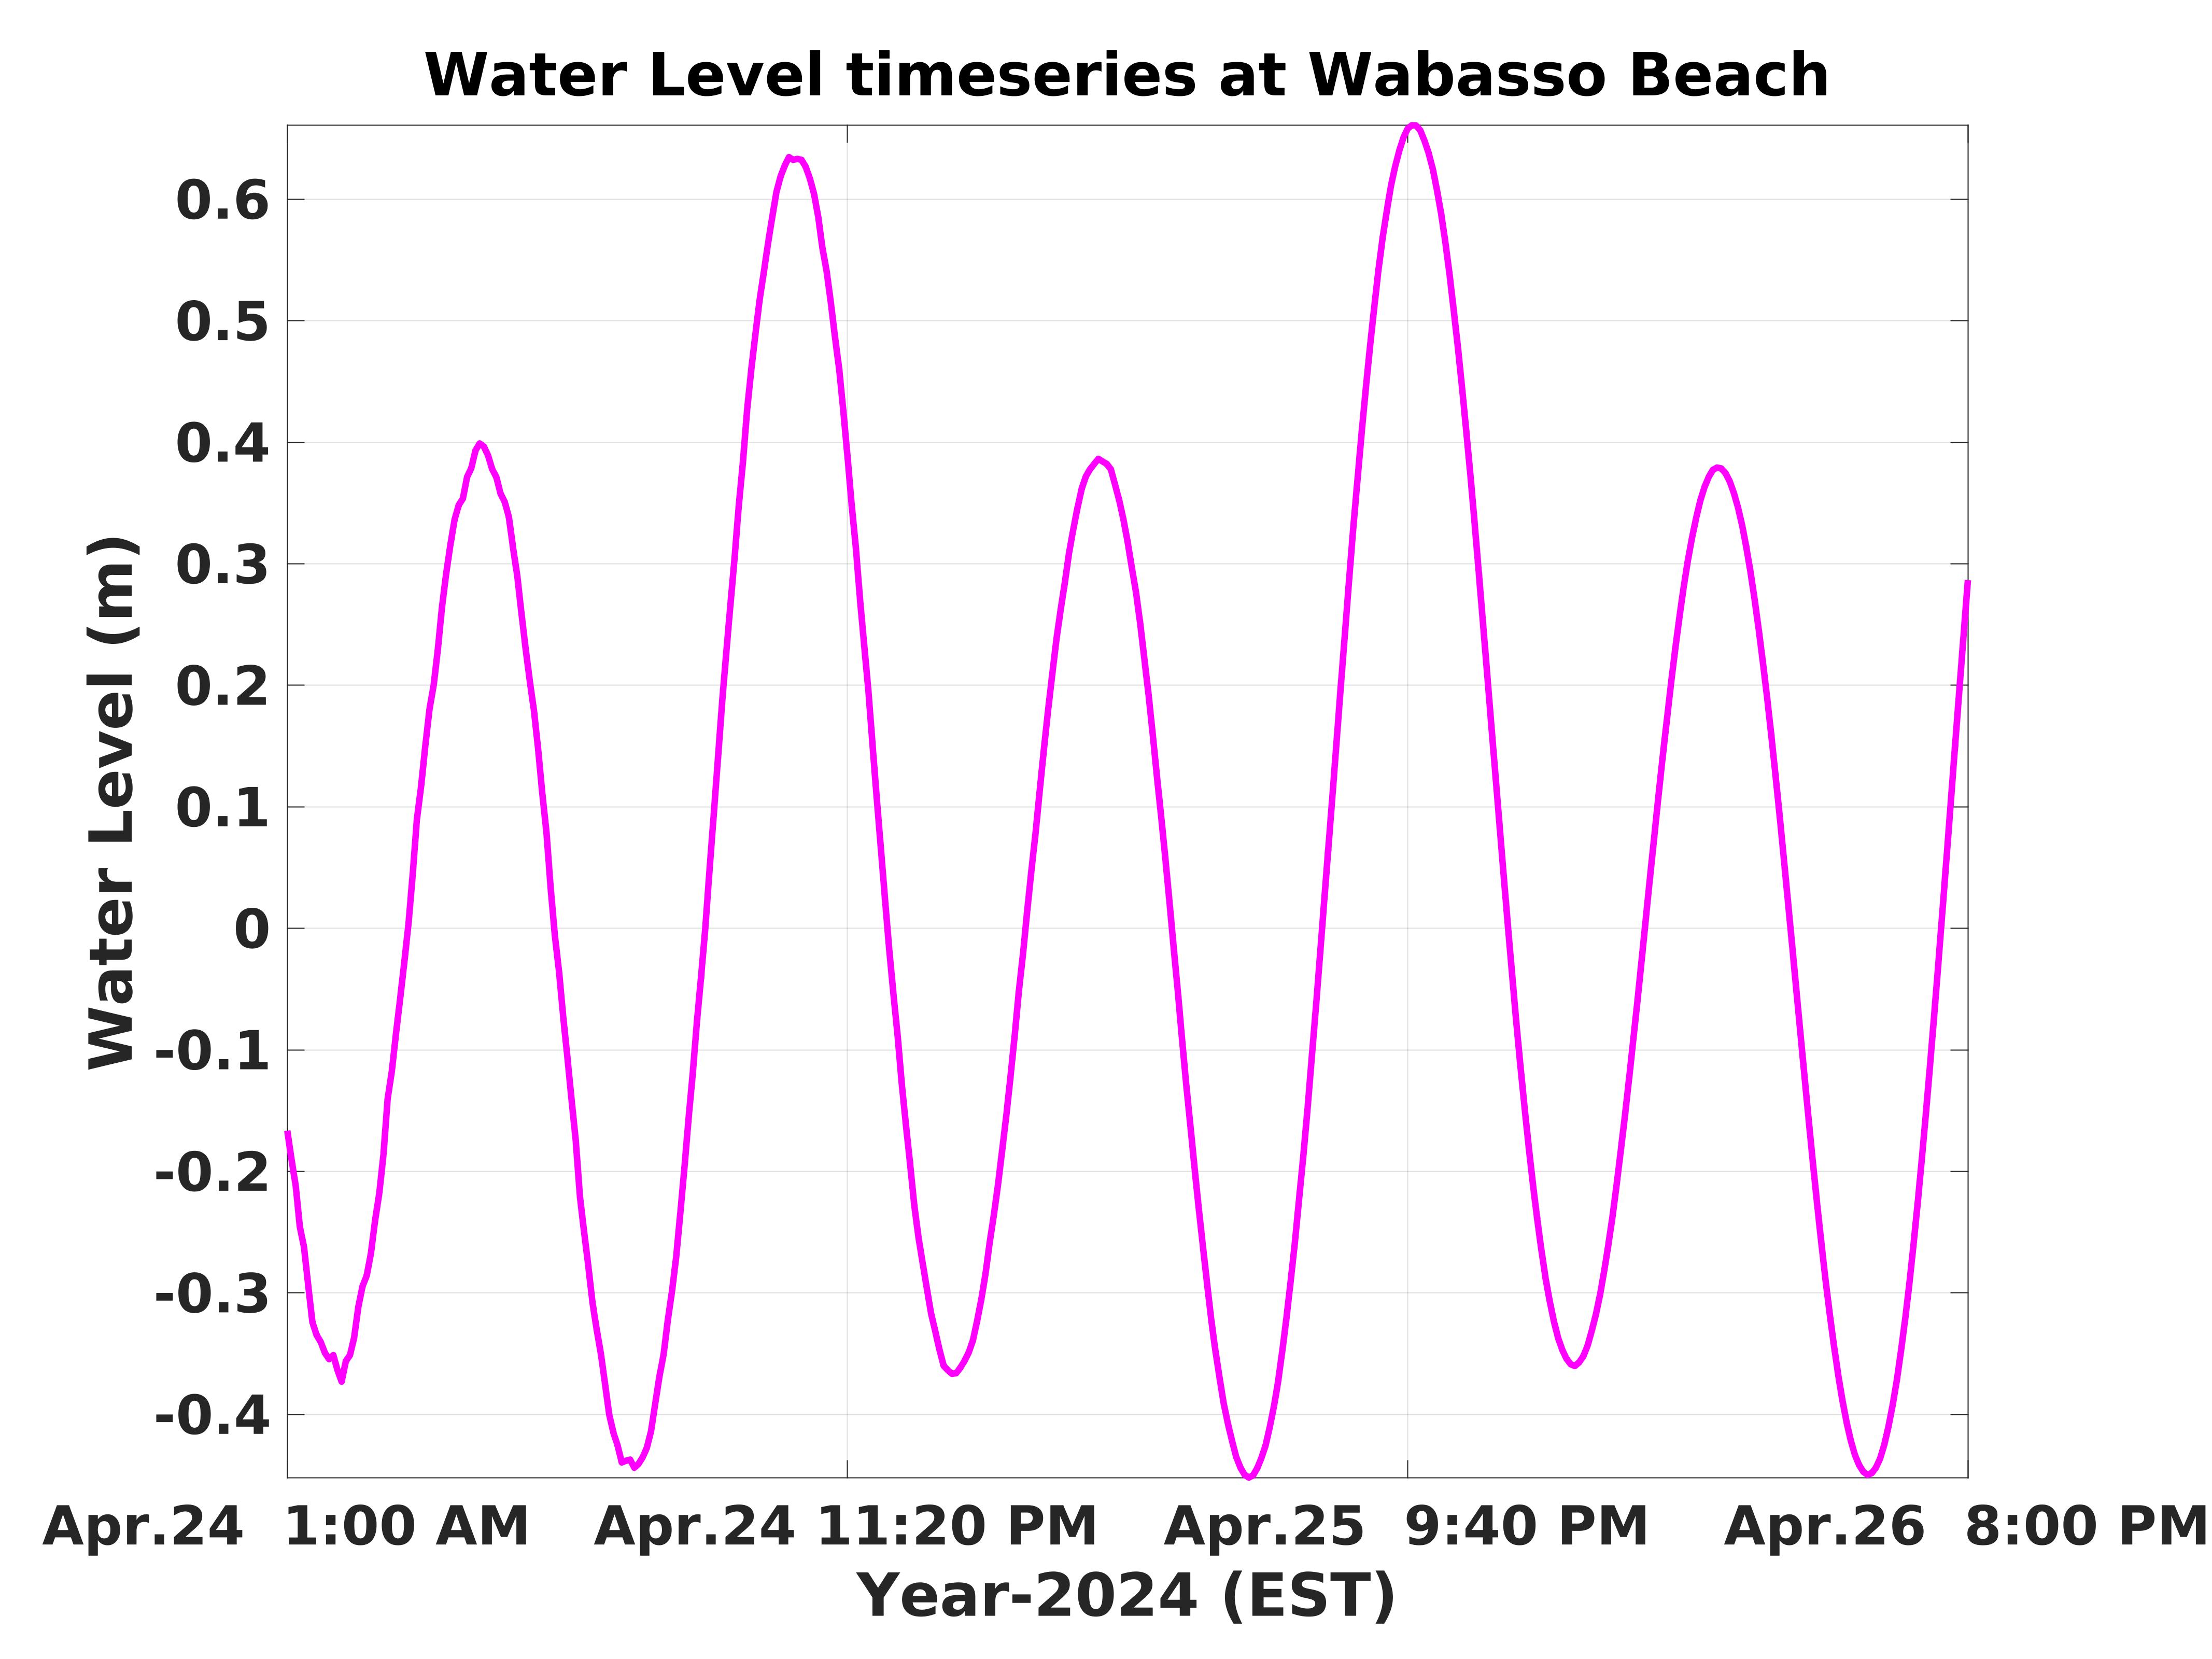 Water Level timeseries at Wabasso Beach
0.6
0.5
0.4
0.3
0.2
0.1
0
-0.1
-0.2
-0.3
-0.4
Water Level (m)
Apr.24 1:00 AM Apr.24 11:20 PM Apr.25 9:40 PM Apr.26 8:00 PM
Year-2024 (EST)